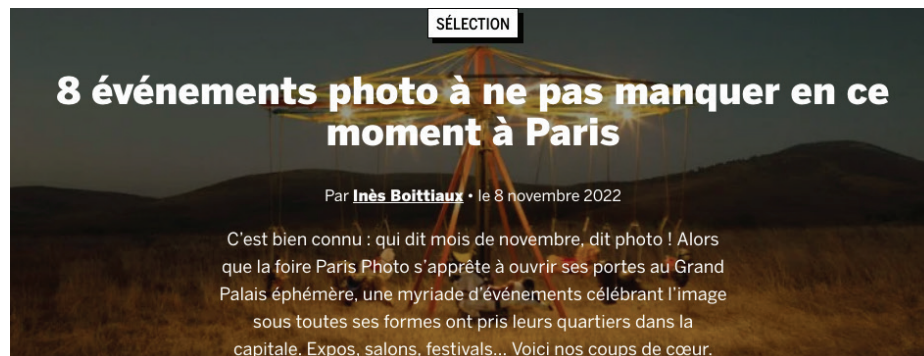 SÉLECTION
8 événements photo à ne pas manquer en ce
moment à Paris
Par Inès Boittiaux • le 8 novembre 2022
C’est bien connu : qui dit mois de novembre, dit photo ! Alors
que la foire Paris Photo s’apprête à ouvrir ses portes au Grand
Palais éphémère, une myriade d’événements célébrant l’image
sous toutes ses formes ont pris leurs quartiers dans la
capitale. Expos, salons, festivals… Voici nos coups de cœur.